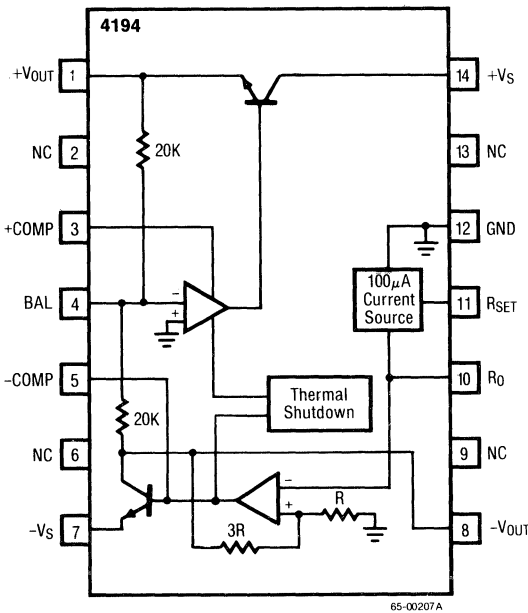 4194
+VOUT 1
14 +VS
20K
NC 2
13 NC
+COMP 3
12 GND
100μA
Current
Source
BAL 4
−
+
11 RSET
−COMP 5
10 RO
Thermal
Shutdown
20K
NC 6
9 NC
−
+
R
3R
−VS 7
8 −VOUT
65-00207A